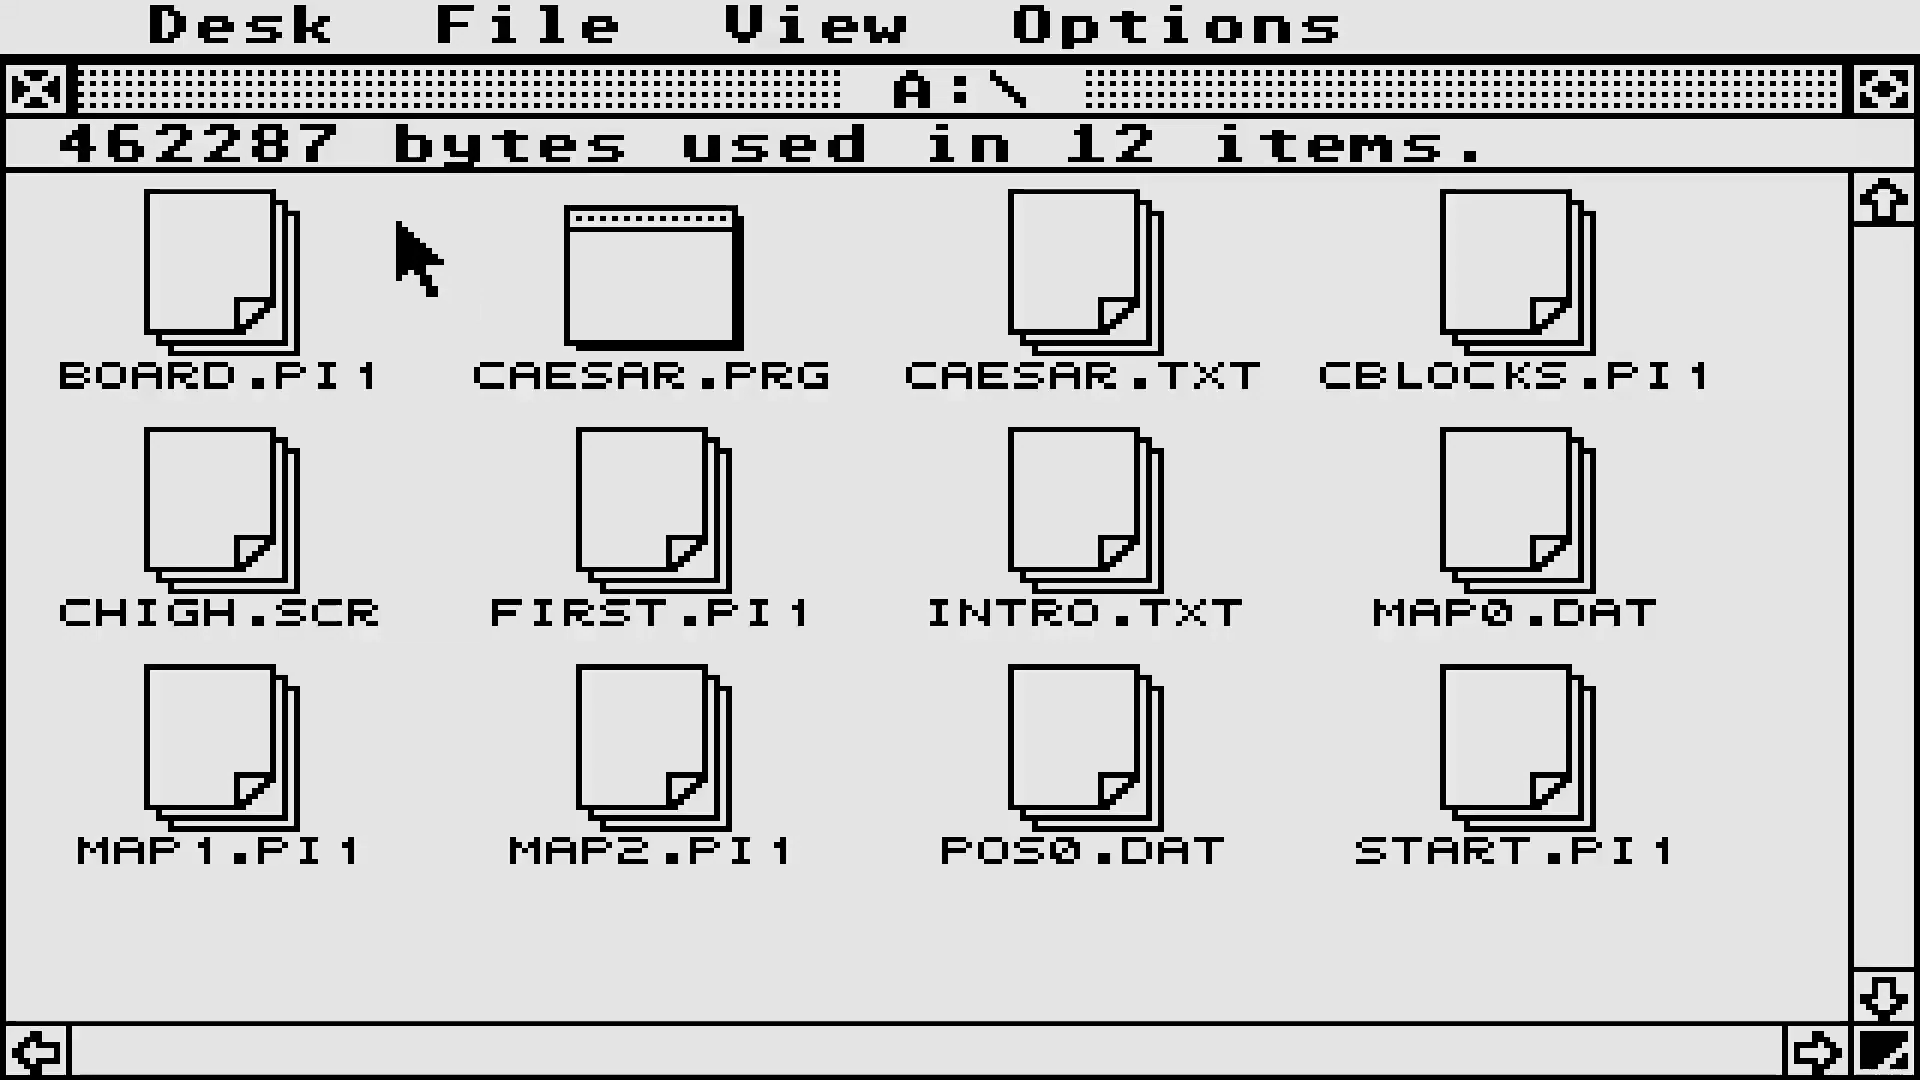 Desk File View Options
A:\
462287 bytes used in 12 items.
BOARD.PI1 CAESAR.PRG CAESAR.TXT CBLOCKS.PI1
CHIGH.SCR FIRST.PI1 INTRO.TXT MAP0.DAT
MAP1.PI1 MAP2.PI1 POS0.DAT START.PI1